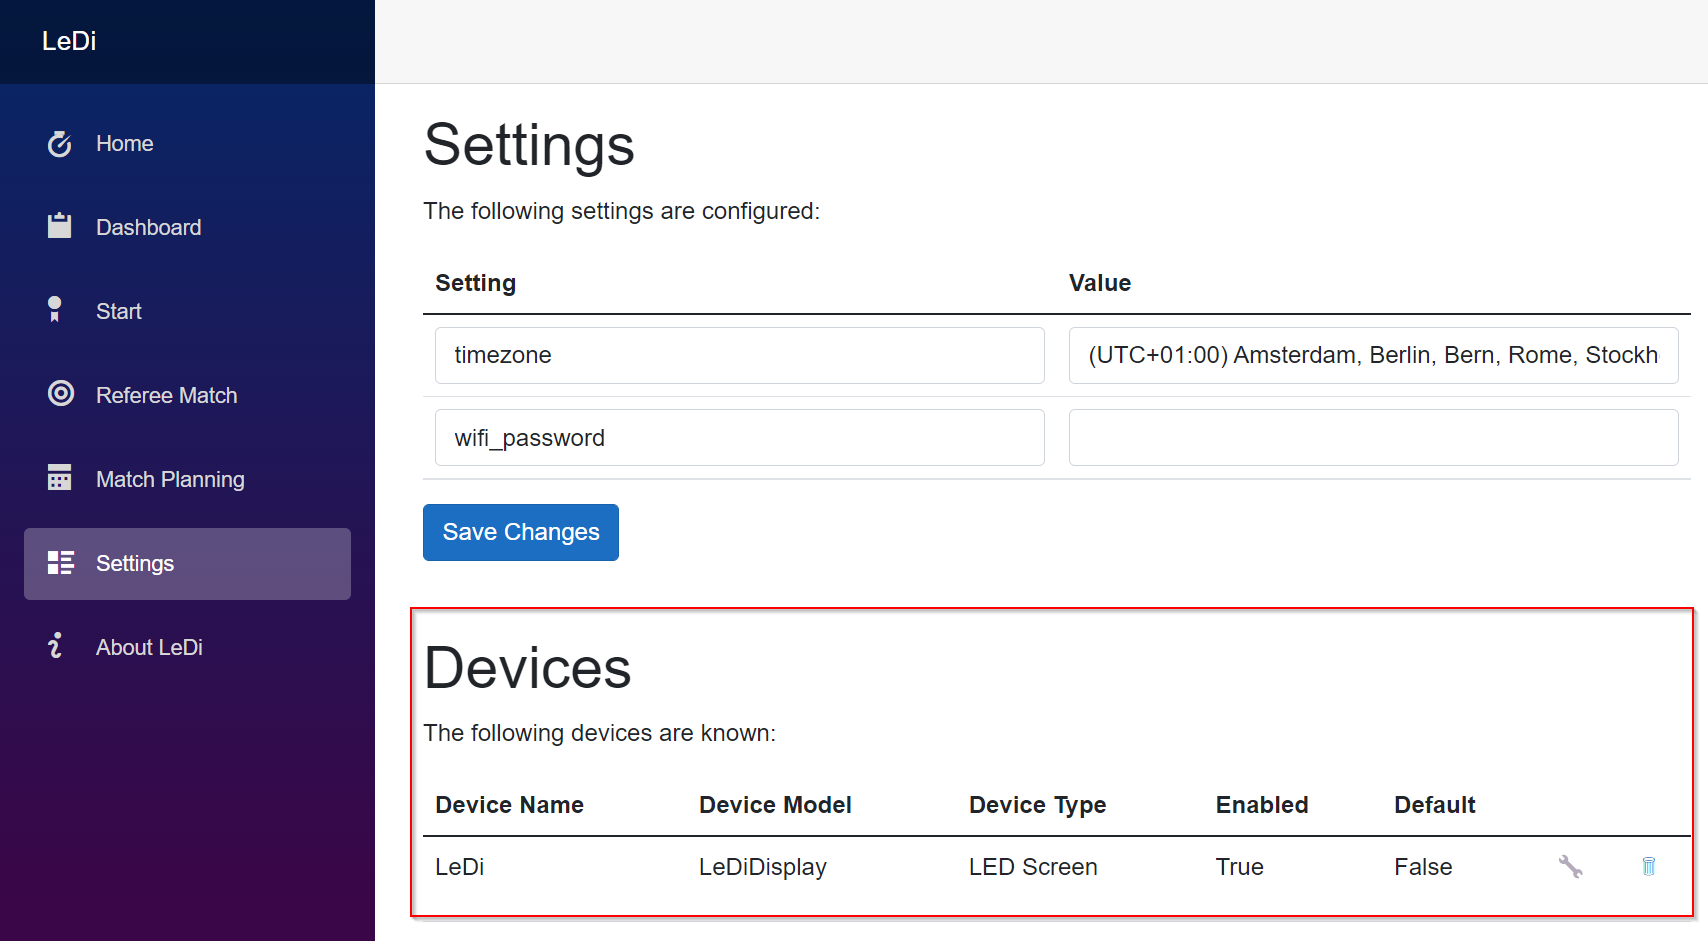 LeDi
Home
Dashboard
Start
Referee Match
Match Planning
Settings
About LeDi
Settings
The following settings are configured:
Setting Value
timezone (UTC+01:00) Amsterdam, Berlin, Bern, Rome, Stockh
wifi_password
Save Changes
Devices
The following devices are known:
Device Name Device Model Device Type Enabled Default
LeDi LeDiDisplay LED Screen True False